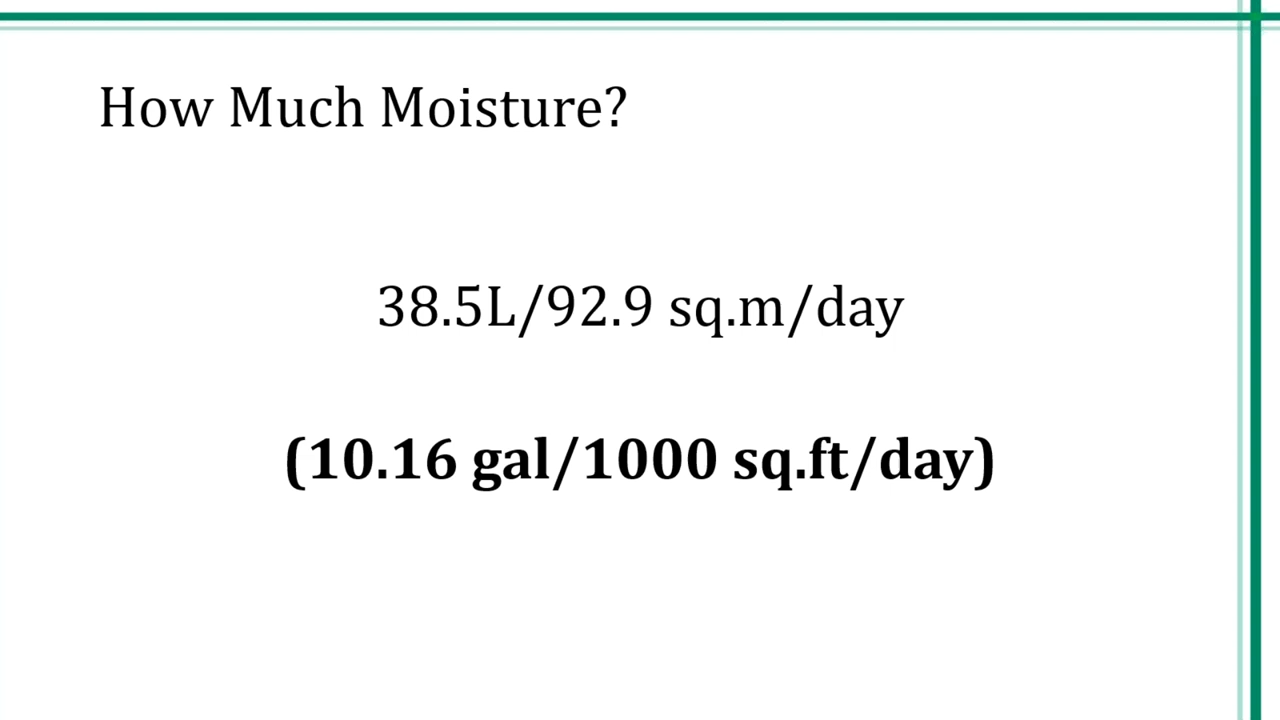 How Much Moisture?
38.5L/92.9 sq.m/day
(10.16 gal/1000 sq.ft/day)